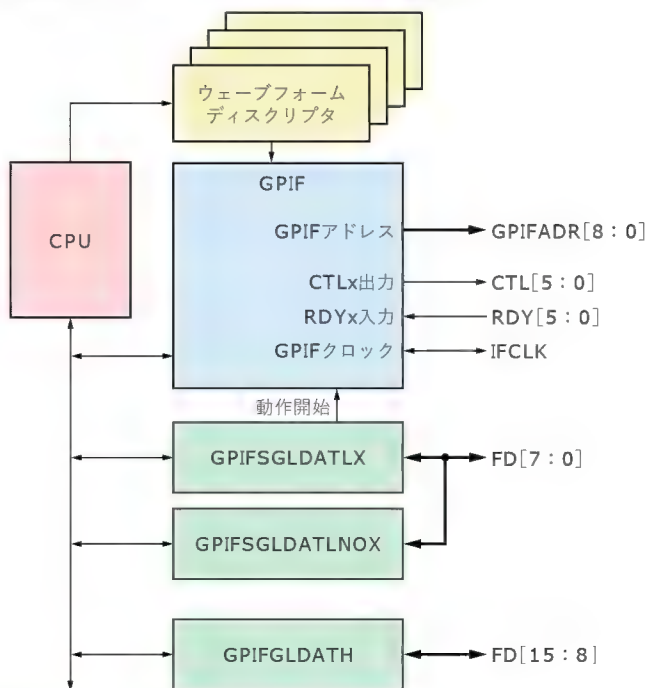 ウェーブフォーム
ディスクリプタ
GPIF
CPU
GPIFアドレス
GPIFADR[8:0]
CTLx出力
CTL[5:0]
RDYx入力
RDY[5:0]
GPIFクロック
IFCLK
動作開始
GPIFSGLDATLX
FD[7:0]
GPIFSGLDATLNOX
GPIFGLDATH
FD[15:8]